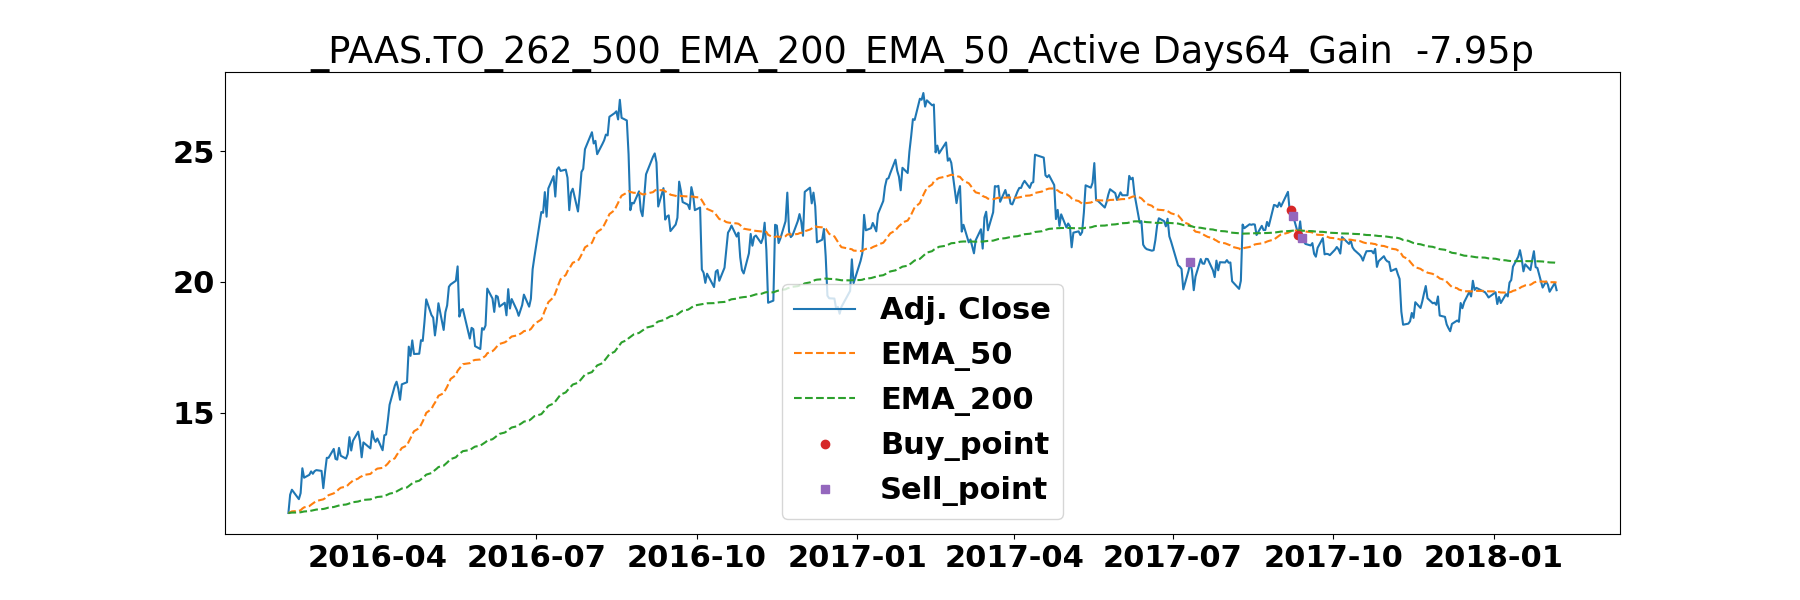 _PAAS.TO_262_500_EMA_200_EMA_50_Active Days64_Gain  -7.95p
25
20
15
Adj. Close
EMA_50
EMA_200
Buy_point
Sell_point
2016-04 2016-07 2016-10 2017-01 2017-04 2017-07 2017-10 2018-01